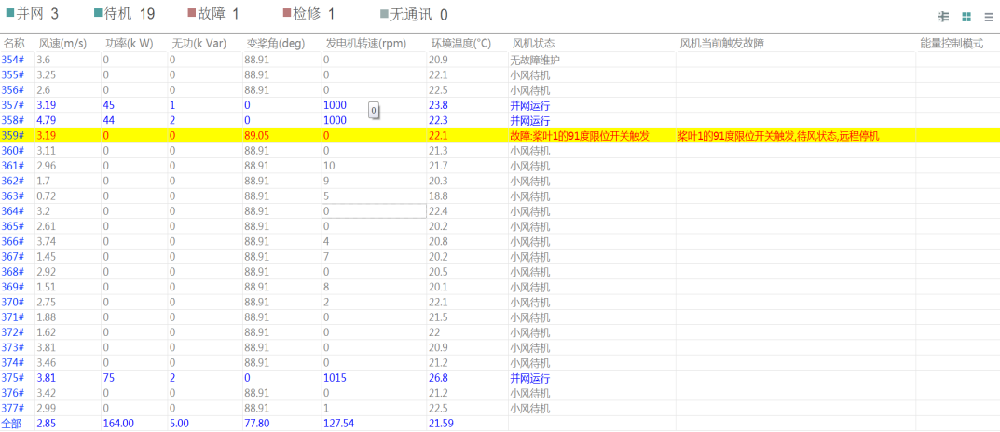 并网 3 待机 19 故障 1 检修 1 无通讯 0
名称 风速(m/s) 功率(k W) 无功(k Var) 变桨角(deg) 发电机转速(rpm) 环境温度(°C) 风机状态 风机当前触发故障 能量控制模式
354# 3.6 0 0 88.91 0 20.9 无故障维护
355# 3.25 0 0 88.91 0 22.1 小风待机
356# 2.6 0 0 88.91 0 22.5 小风待机
357# 3.19 45 1 0 1000 0 23.8 并网运行
358# 4.79 44 2 0 1000 22.3 并网运行
359# 3.19 0 0 89.05 0 22.1 故障:桨叶1的91度限位开关触发 桨叶1的91度限位开关触发,待风状态,远程停机
360# 3.11 0 0 88.91 0 21.3 小风待机
361# 2.96 0 0 88.91 10 21.7 小风待机
362# 1.7 0 0 88.91 9 20.3 小风待机
363# 0.72 0 0 88.91 5 18.8 小风待机
364# 3.2 0 0 88.91 0 22.4 小风待机
365# 2.61 0 0 88.91 0 20.2 小风待机
366# 3.74 0 0 88.91 4 20.8 小风待机
367# 1.45 0 0 88.91 7 20.2 小风待机
368# 2.92 0 0 88.91 0 20.5 小风待机
369# 1.51 0 0 88.91 8 20.1 小风待机
370# 2.75 0 0 88.91 2 22.1 小风待机
371# 1.88 0 0 88.91 0 21.5 小风待机
372# 1.62 0 0 88.91 0 22 小风待机
373# 3.81 0 0 88.91 0 20.9 小风待机
374# 3.46 0 0 88.91 0 21.2 小风待机
375# 3.81 75 2 0 1015 26.8 并网运行
376# 3.42 0 0 88.91 0 21.2 小风待机
377# 2.99 0 0 88.91 1 22.5 小风待机
全部 2.85 164.00 5.00 77.80 127.54 21.59